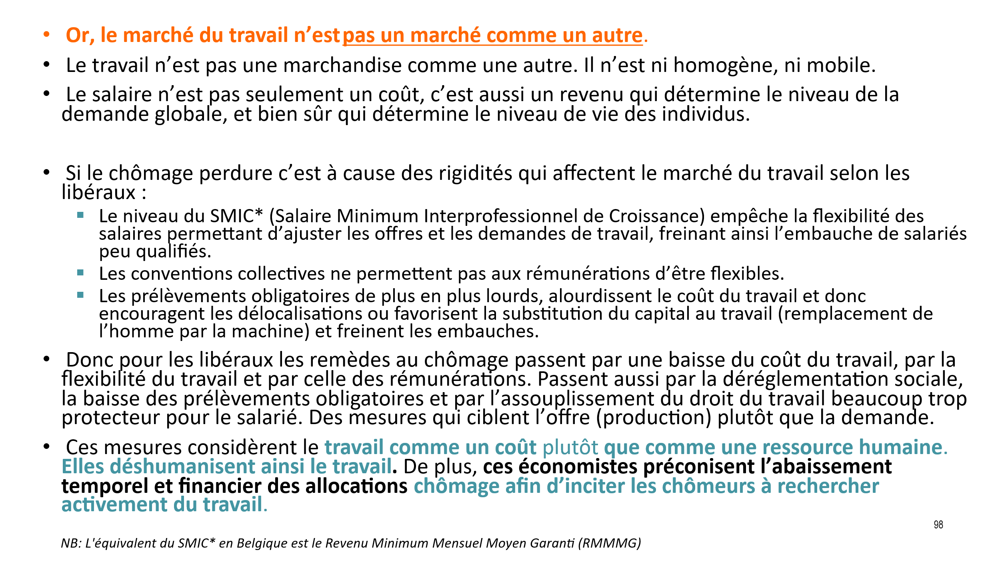 • Or, le marché du travail n’est pas un marché comme un autre.
• Le travail n’est pas une marchandise comme une autre. Il n’est ni homogène, ni mobile.
• Le salaire n’est pas seulement un coût, c’est aussi un revenu qui détermine le niveau de la
demande globale, et bien sûr qui détermine le niveau de vie des individus.
• Si le chômage perdure c’est à cause des rigidités qui affectent le marché du travail selon les
libéraux :
▪ Le niveau du SMIC* (Salaire Minimum Interprofessionnel de Croissance) empêche la flexibilité des
salaires permettant d’ajuster les offres et les demandes de travail, freinant ainsi l’embauche de salariés
peu qualifiés.
▪ Les conventions collectives ne permettent pas aux rémunérations d’être flexibles.
▪ Les prélèvements obligatoires de plus en plus lourds, alourdissent le coût du travail et donc
encouragent les délocalisations ou favorisent la substitution du capital au travail (remplacement de
l’homme par la machine) et freinent les embauches.
• Donc pour les libéraux les remèdes au chômage passent par une baisse du coût du travail, par la
flexibilité du travail et par celle des rémunérations. Passent aussi par la déréglementation sociale,
la baisse des prélèvements obligatoires et par l’assouplissement du droit du travail beaucoup trop
protecteur pour le salarié. Des mesures qui ciblent l’offre (production) plutôt que la demande.
• Ces mesures considèrent le travail comme un coût plutôt que comme une ressource humaine.
Elles déshumanisent ainsi le travail. De plus, ces économistes préconisent l’abaissement
temporel et financier des allocations chômage afin d’inciter les chômeurs à rechercher
activement du travail.
98
NB: L'équivalent du SMIC* en Belgique est le Revenu Minimum Mensuel Moyen Garanti (RMMMG)